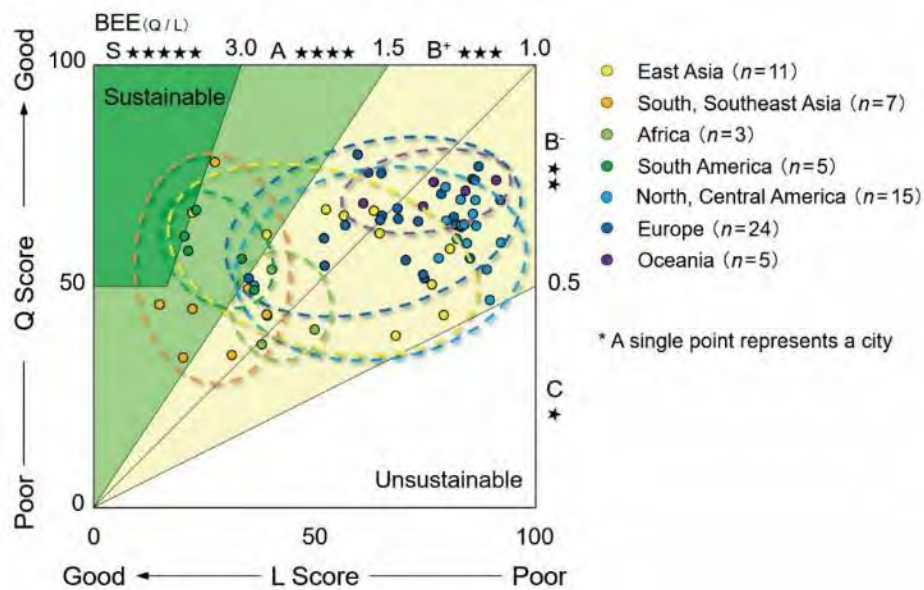 BEE(Q / L)
S ★★★★★ 3.0 A ★★★★ 1.5 B⁺ ★★★ 1.0
Good
100
Sustainable
B⁻ ★★
Q Score
50
0.5
C ★
Poor
0
Unsustainable
0 50 100
Good L Score Poor
East Asia (n=11)
South, Southeast Asia (n=7)
Africa (n=3)
South America (n=5)
North, Central America (n=15)
Europe (n=24)
Oceania (n=5)
* A single point represents a city